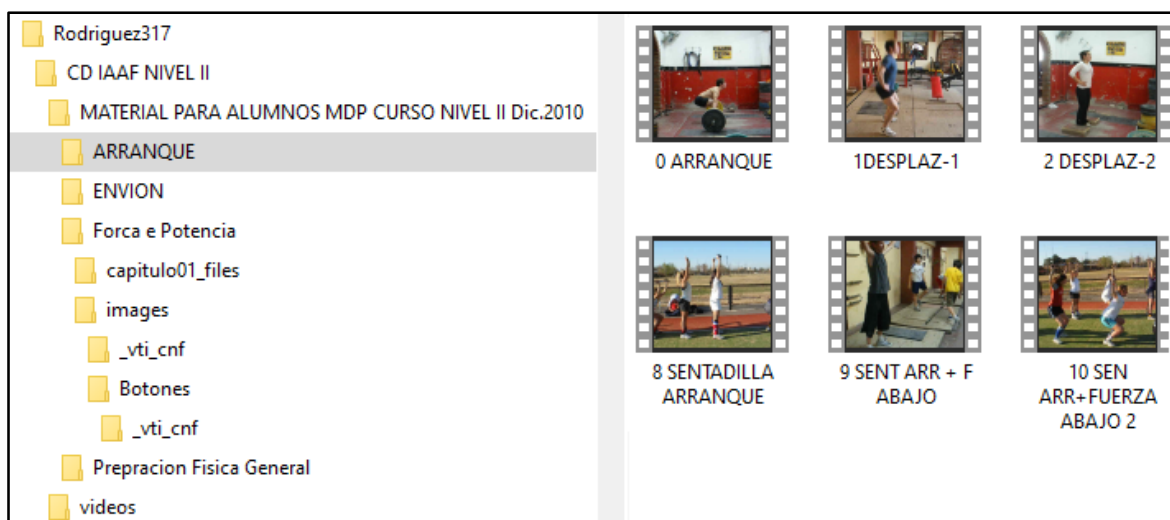 Rodriguez317
CD IAAF NIVEL II
MATERIAL PARA ALUMNOS MDP CURSO NIVEL II Dic.2010
ARRANQUE
ENVION
Forca e Potencia
capitulo01_files
images
_vti_cnf
Botones
_vti_cnf
Prepracion Fisica General
videos
0 ARRANQUE
1DESPLAZ-1
2 DESPLAZ-2
8 SENTADILLA
ARRANQUE
9 SENT ARR + F
ABAJO
10 SEN
ARR+FUERZA
ABAJO 2